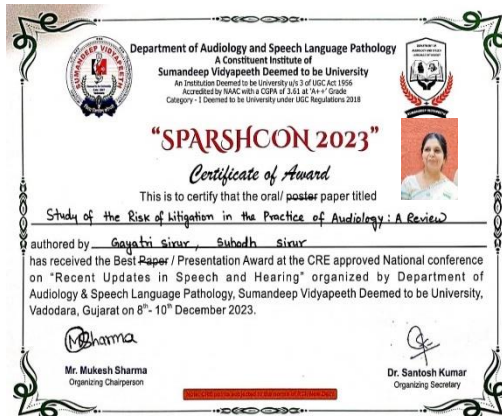 Department of Audiology and Speech Language Pathology
A Constituent Institute of
Sumandeep Vidyapeeth Deemed to be University
An Institution Deemed to be University u/s 3 of UGC Act 1956
Accredited by NAAC with a CGPA of 3.61 at 'A++' Grade
Category - I Deemed to be University under UGC Regulations 2018
SUMANDEEP VIDYAPEETH
"SPARSHCON 2023"
Certificate of Award
This is to certify that the oral/ poster paper titled
Study of the Risk of Litigation in the Practice of Audiology : A Review
authored by Gayatri Sirur, Subodh sirur
has received the Best Paper / Presentation Award at the CRE approved National conference
on "Recent Updates in Speech and Hearing" organized by Department of
Audiology & Speech Language Pathology, Sumandeep Vidyapeeth Deemed to be University,
Vadodara, Gujarat on 8th- 10th December 2023.
MSharma
Mr. Mukesh Sharma
Organizing Chairperson
Dr. Santosh Kumar
Organizing Secretary